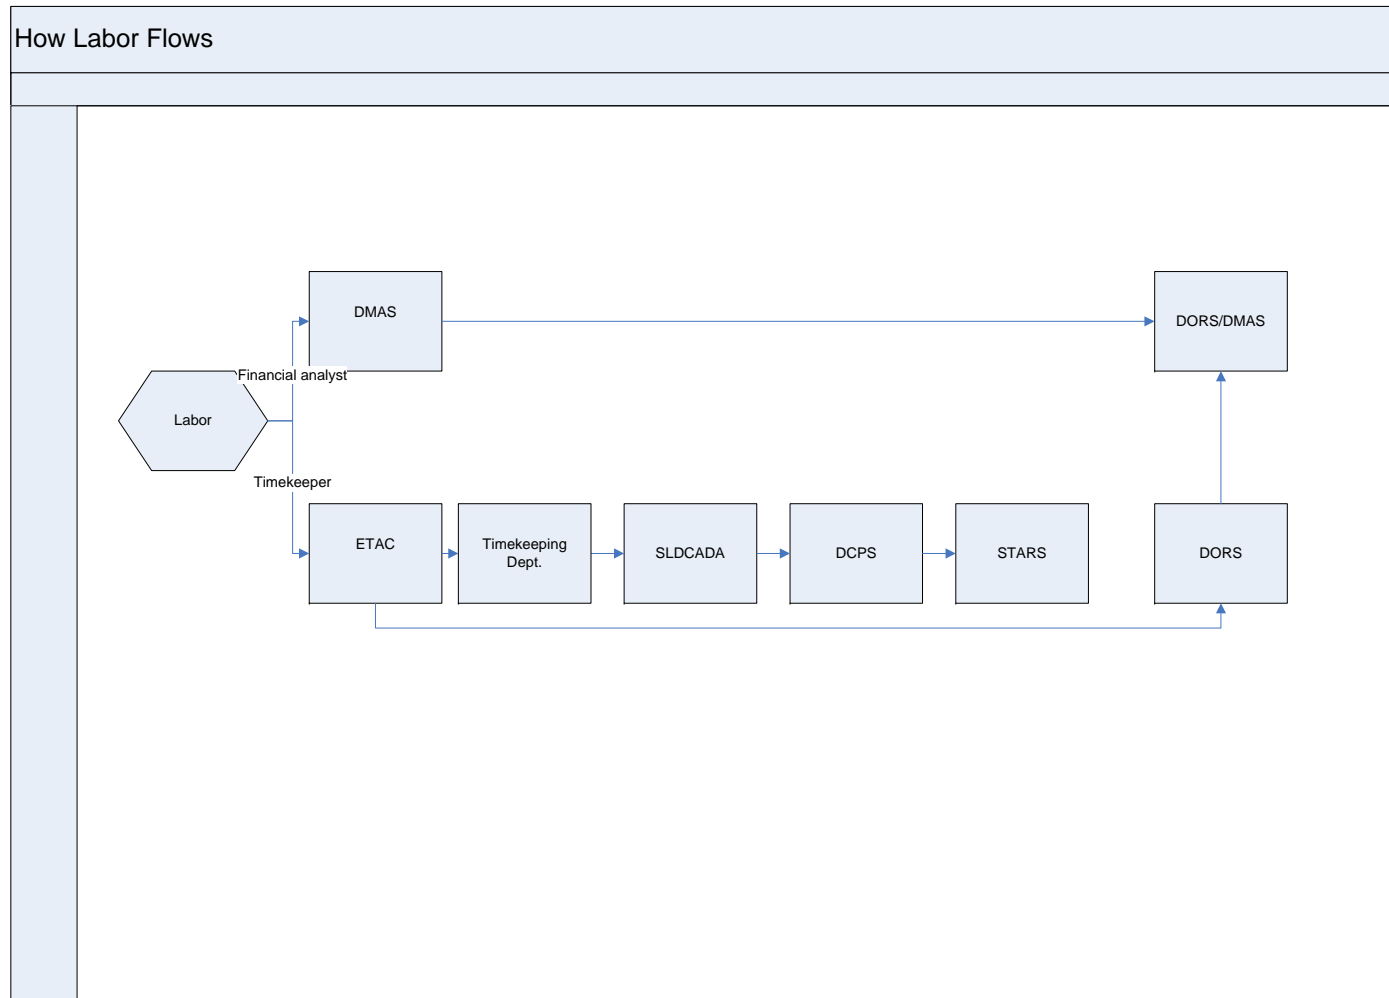 How Labor Flows
DMAS
DORS/DMAS
Financial analyst
Labor
Timekeeper
ETAC
Timekeeping
Dept.
SLDCADA
DCPS
STARS
DORS